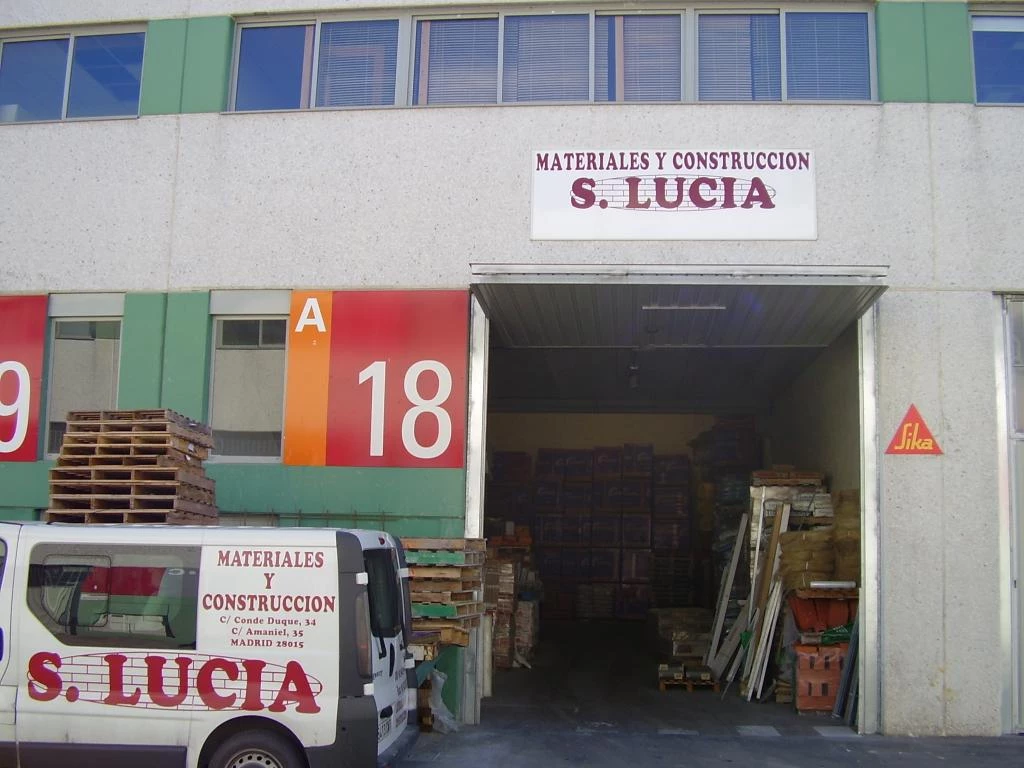 MATERIALES Y CONSTRUCCION
S. LUCIA
9
A
18
Sika
MATERIALES
Y
CONSTRUCCION
C/ Conde Duque, 34
C/ Amaniel, 35
MADRID 28015
S. LUCIA